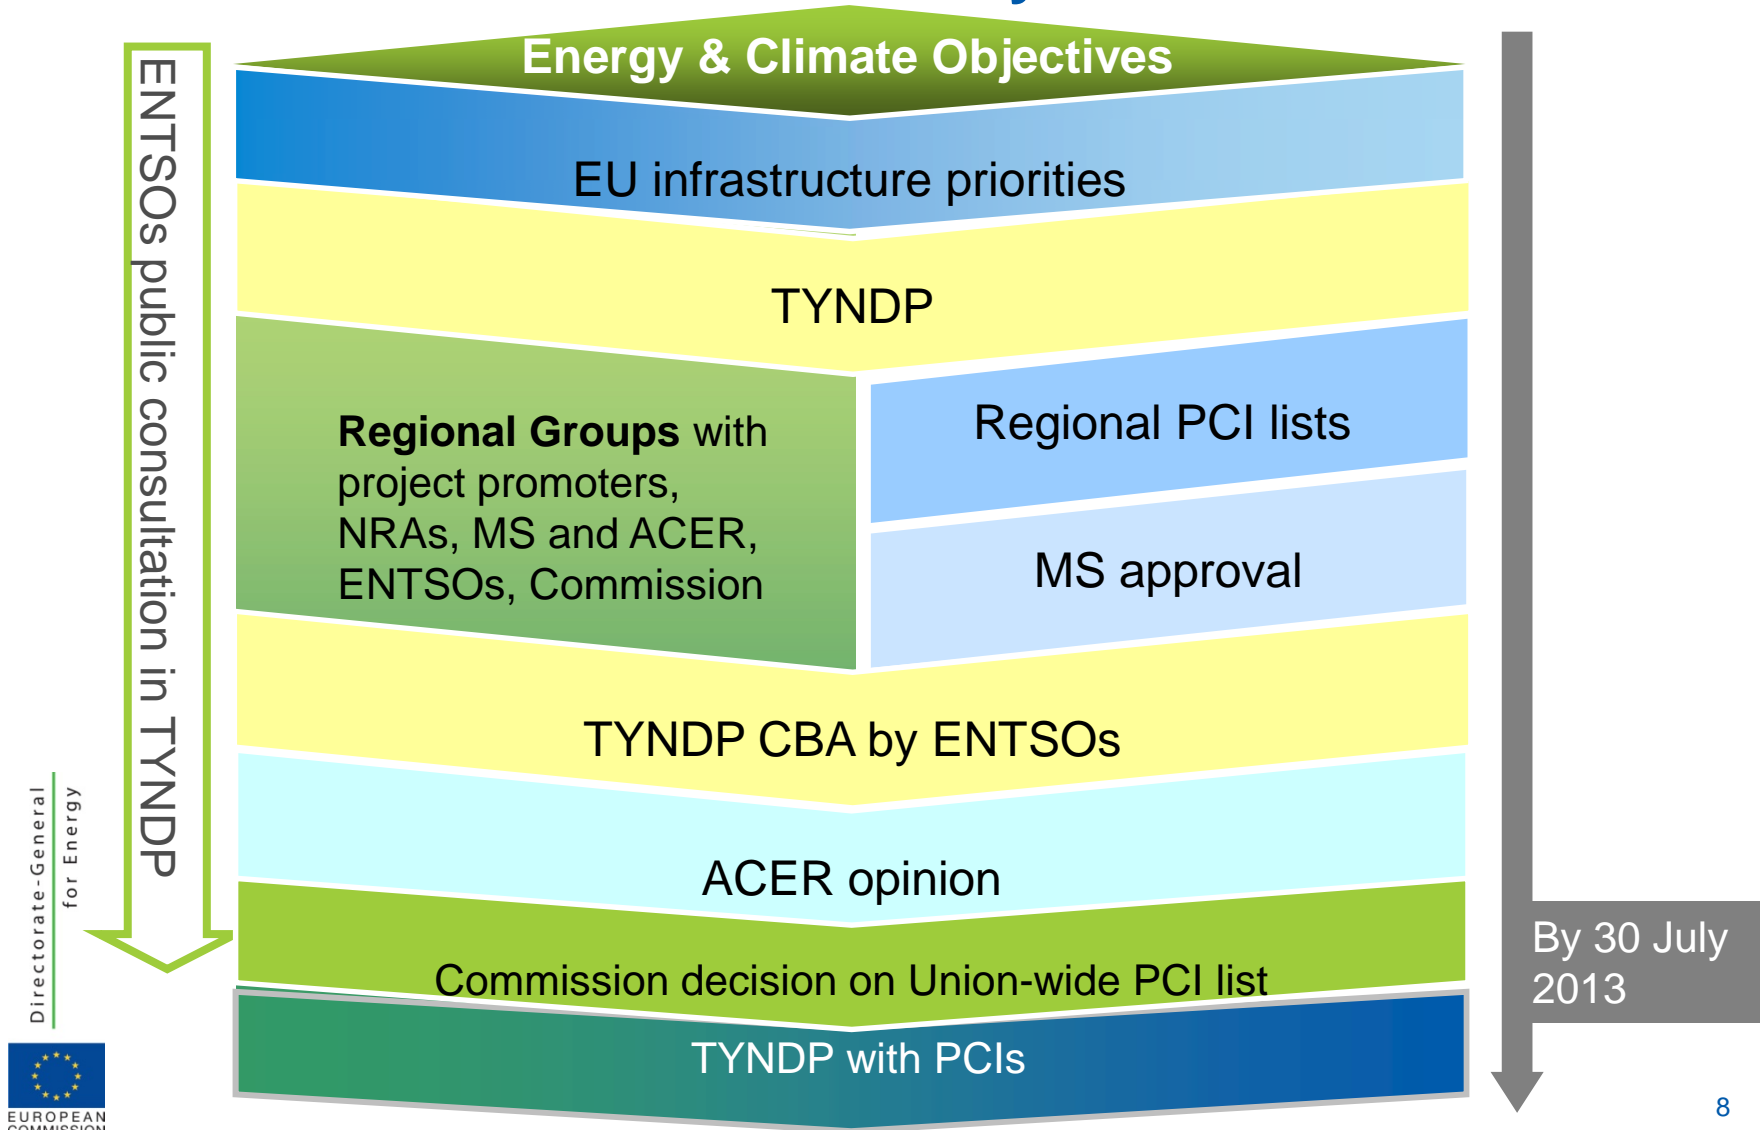 Energy & Climate Objectives
EU infrastructure priorities
TYNDP
Regional Groups with
project promoters,
NRAs, MS and ACER,
ENTSOs, Commission
Regional PCI lists
MS approval
TYNDP CBA by ENTSOs
ACER opinion
Commission decision on Union-wide PCI list
TYNDP with PCIs
ENTSOs public consultation in TYNDP
By 30 July
2013
Directorate-General
for Energy
EUROPEAN
COMMISSION
8